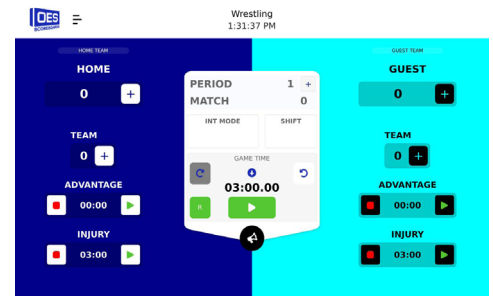 OES
SCOREBOARDS
Wrestling
1:31:37 PM
HOME TEAM
HOME
0 +
TEAM
0 +
ADVANTAGE
00:00
INJURY
03:00
PERIOD 1 +
MATCH 0
INT MODE SHIFT
GAME TIME
03:00.00
R
GUEST TEAM
GUEST
0 +
TEAM
0 +
ADVANTAGE
00:00
INJURY
03:00